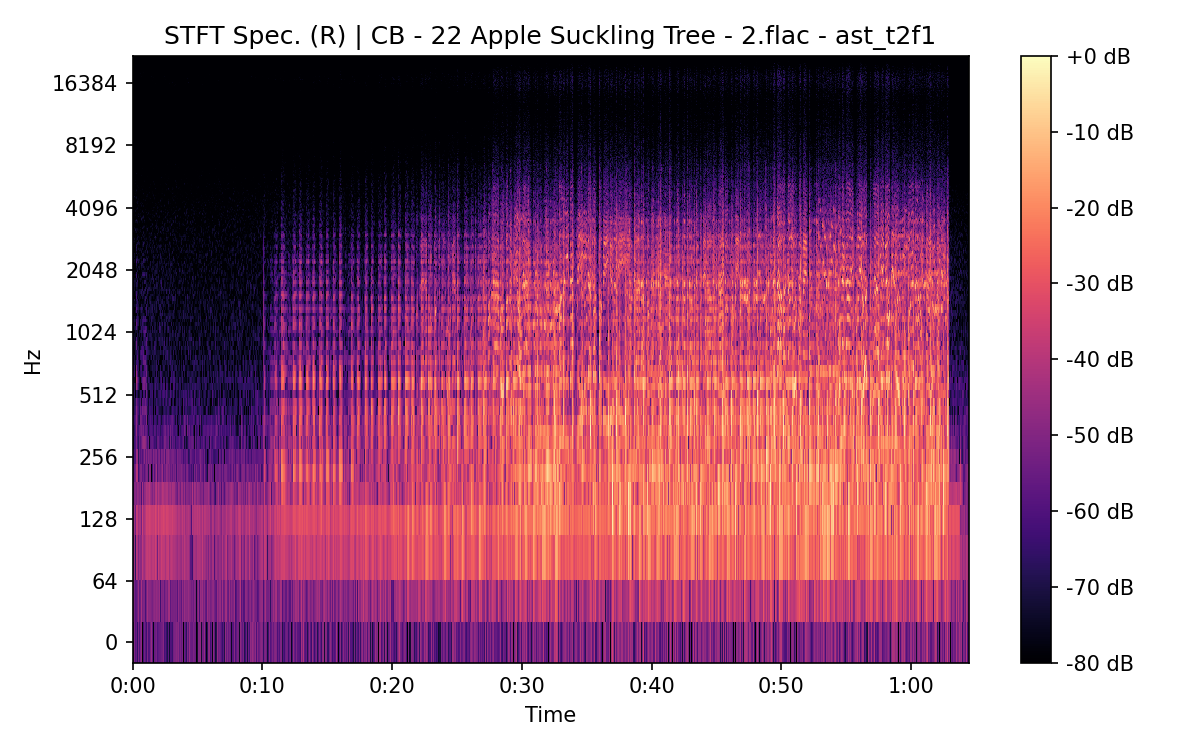 STFT Spec. (R) | CB - 22 Apple Suckling Tree - 2.flac - ast_t2f1
16384
8192
4096
2048
1024
512
256
128
64
0
Hz
0:00
0:10
0:20
0:30
0:40
0:50
1:00
Time
+0 dB
-10 dB
-20 dB
-30 dB
-40 dB
-50 dB
-60 dB
-70 dB
-80 dB